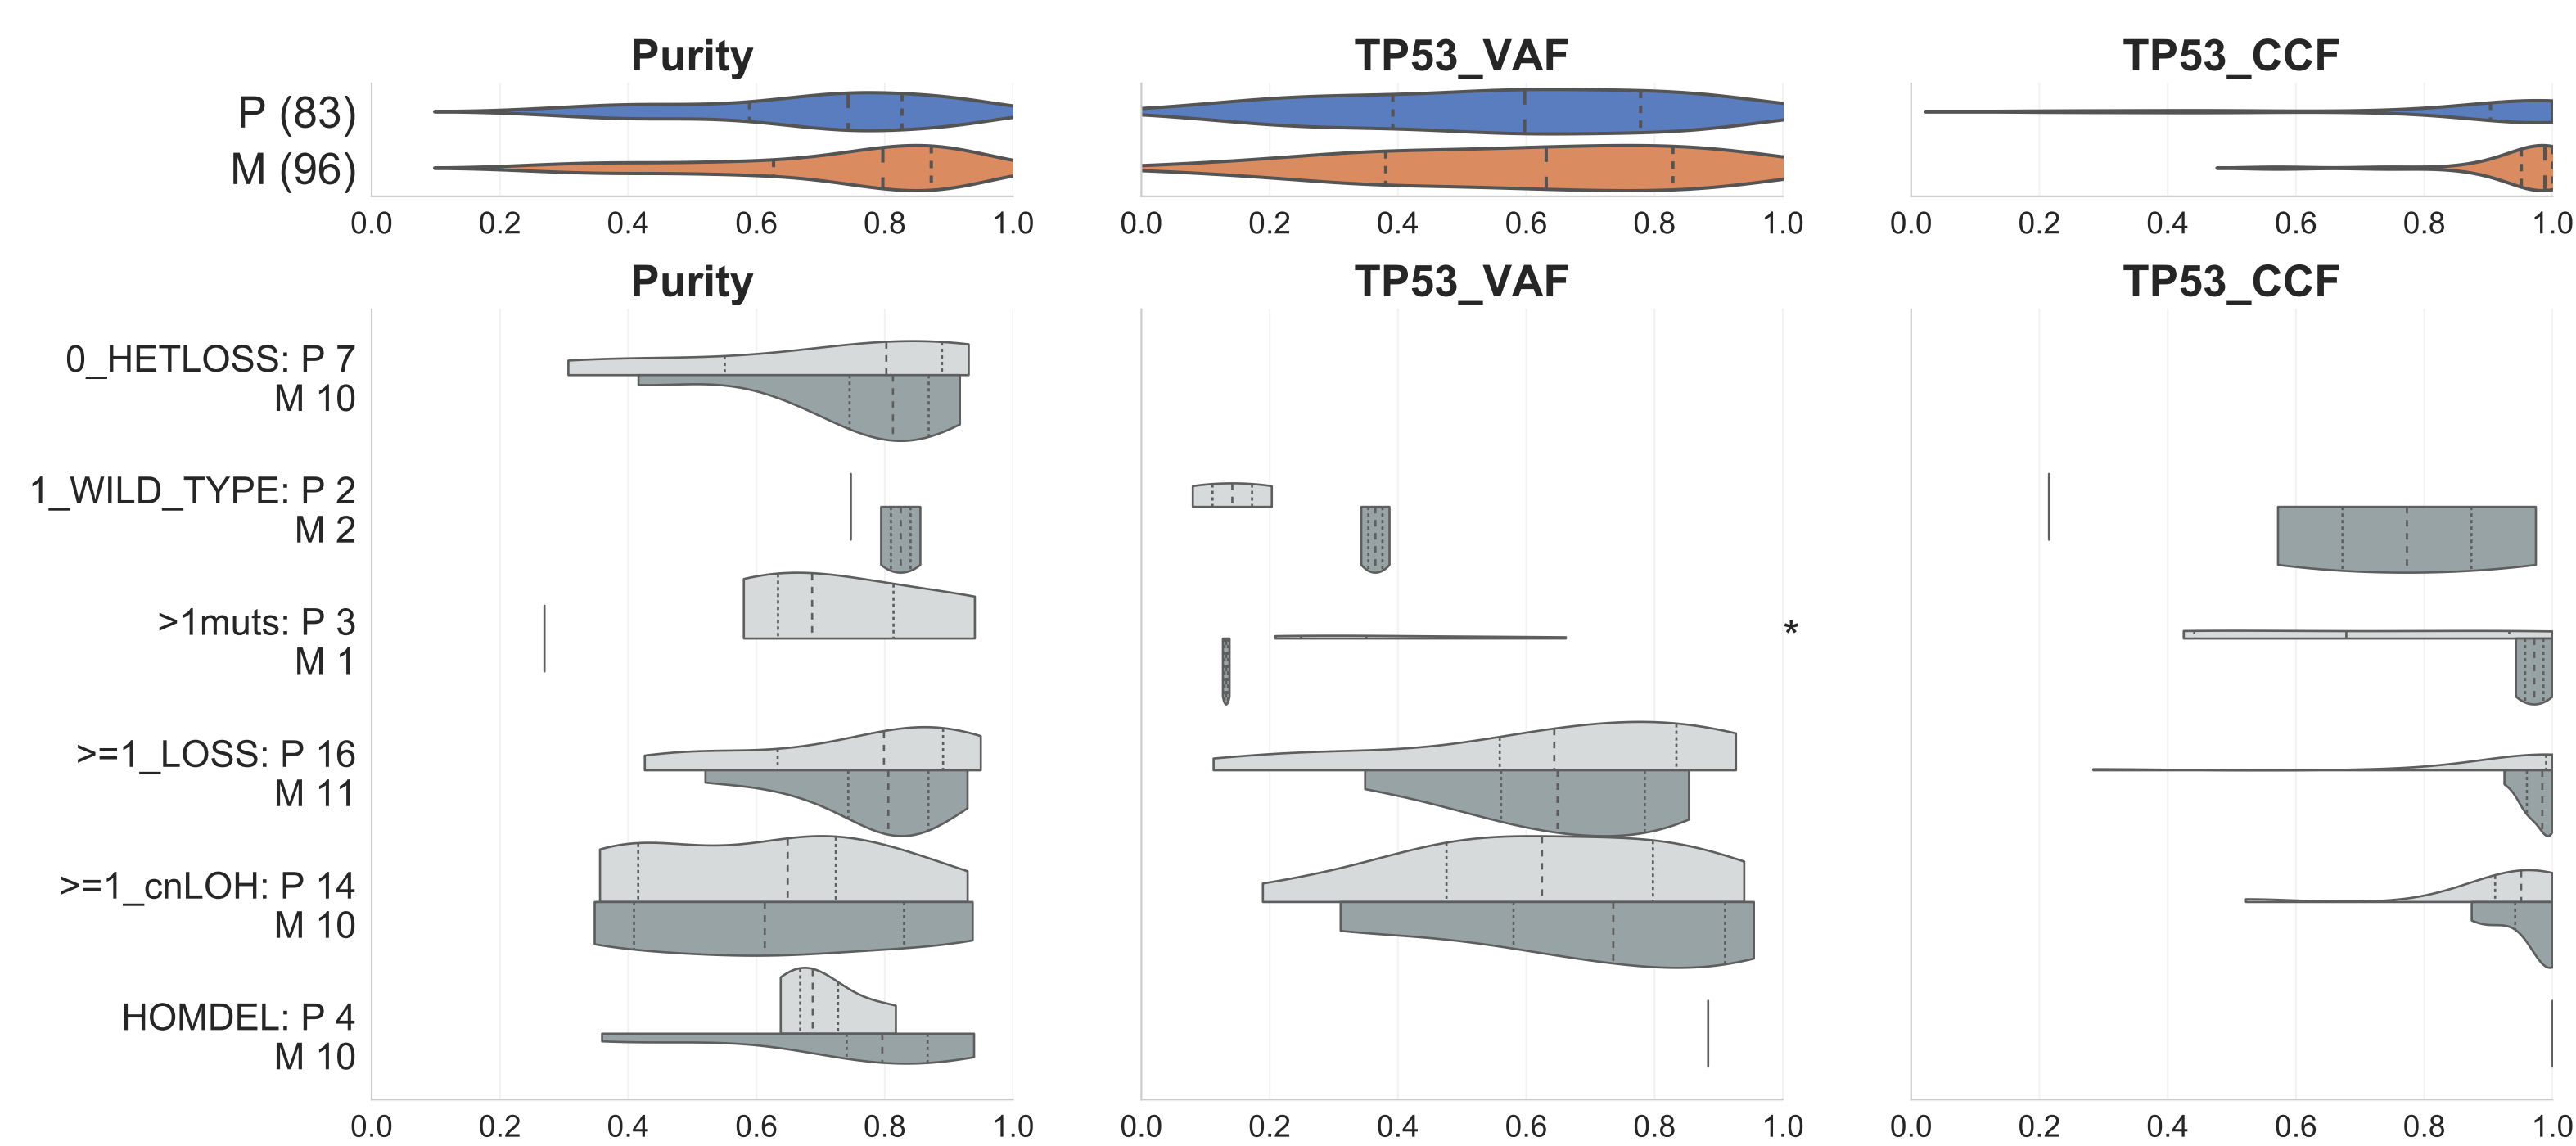 Purity TP53_VAF TP53_CCF
P (83)
M (96)
0.0 0.2 0.4 0.6 0.8 1.0 0.0 0.2 0.4 0.6 0.8 1.0 0.0 0.2 0.4 0.6 0.8 1.0
Purity TP53_VAF TP53_CCF
0_HETLOSS: P 7
M 10
1_WILD_TYPE: P 2
M 2
>1muts: P 3
*
M 1
>=1_LOSS: P 16
M 11
>=1_cnLOH: P 14
M 10
HOMDEL: P 4
M 10
0.0 0.2 0.4 0.6 0.8 1.0 0.0 0.2 0.4 0.6 0.8 1.0 0.0 0.2 0.4 0.6 0.8 1.0